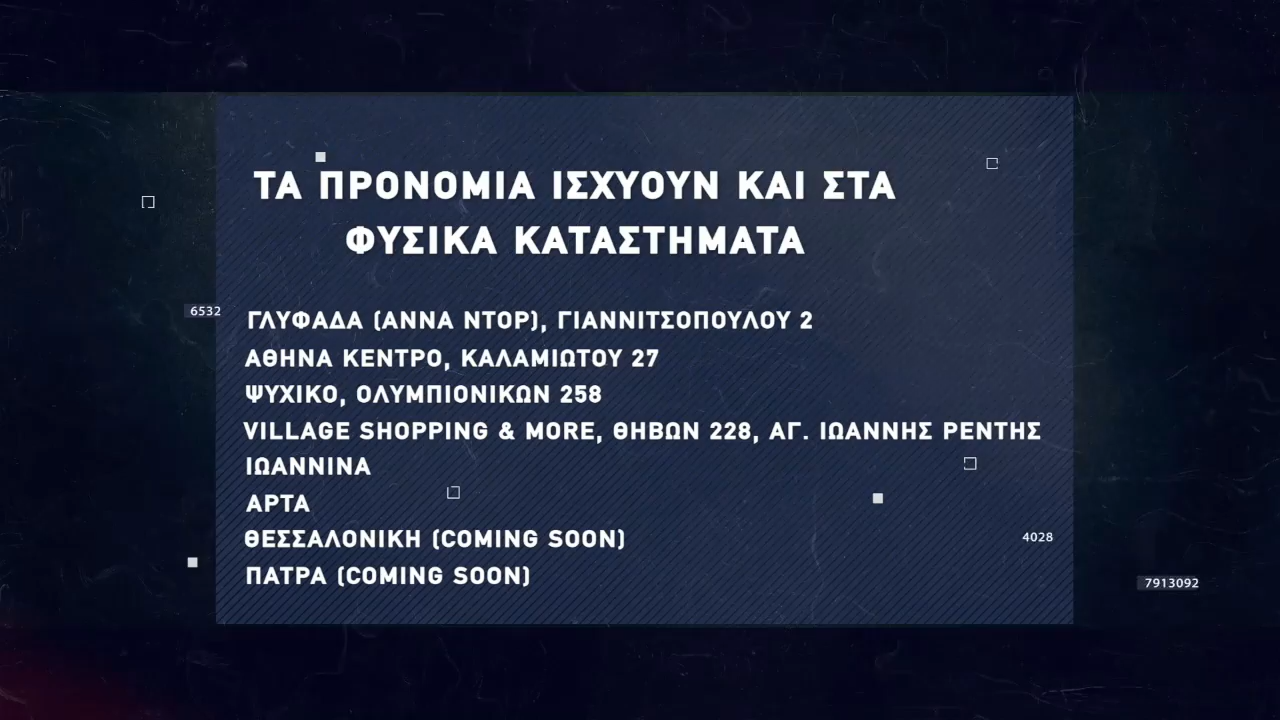 ΤΑ ΠΡΟΝΟΜΙΑ ΙΣΧΥΟΥΝ ΚΑΙ ΣΤΑ
ΦΥΣΙΚΑ ΚΑΤΑΣΤΗΜΑΤΑ
6532
ΓΛΥΦΑΔΑ (ΑΝΝΑ ΝΤΟΡ), ΓΙΑΝΝΙΤΣΟΠΟΥΛΟΥ 2
ΑΘΗΝΑ ΚΕΝΤΡΟ, ΚΑΛΑΜΙΩΤΟΥ 27
ΨΥΧΙΚΟ, ΟΛΥΜΠΙΟΝΙΚΩΝ 258
VILLAGE SHOPPING & MORE, ΘΗΒΩΝ 228, ΑΓ. ΙΩΑΝΝΗΣ ΡΕΝΤΗΣ
ΙΩΑΝΝΙΝΑ
ΑΡΤΑ
ΘΕΣΣΑΛΟΝΙΚΗ (COMING SOON)
4028
ΠΑΤΡΑ (COMING SOON)
7913092